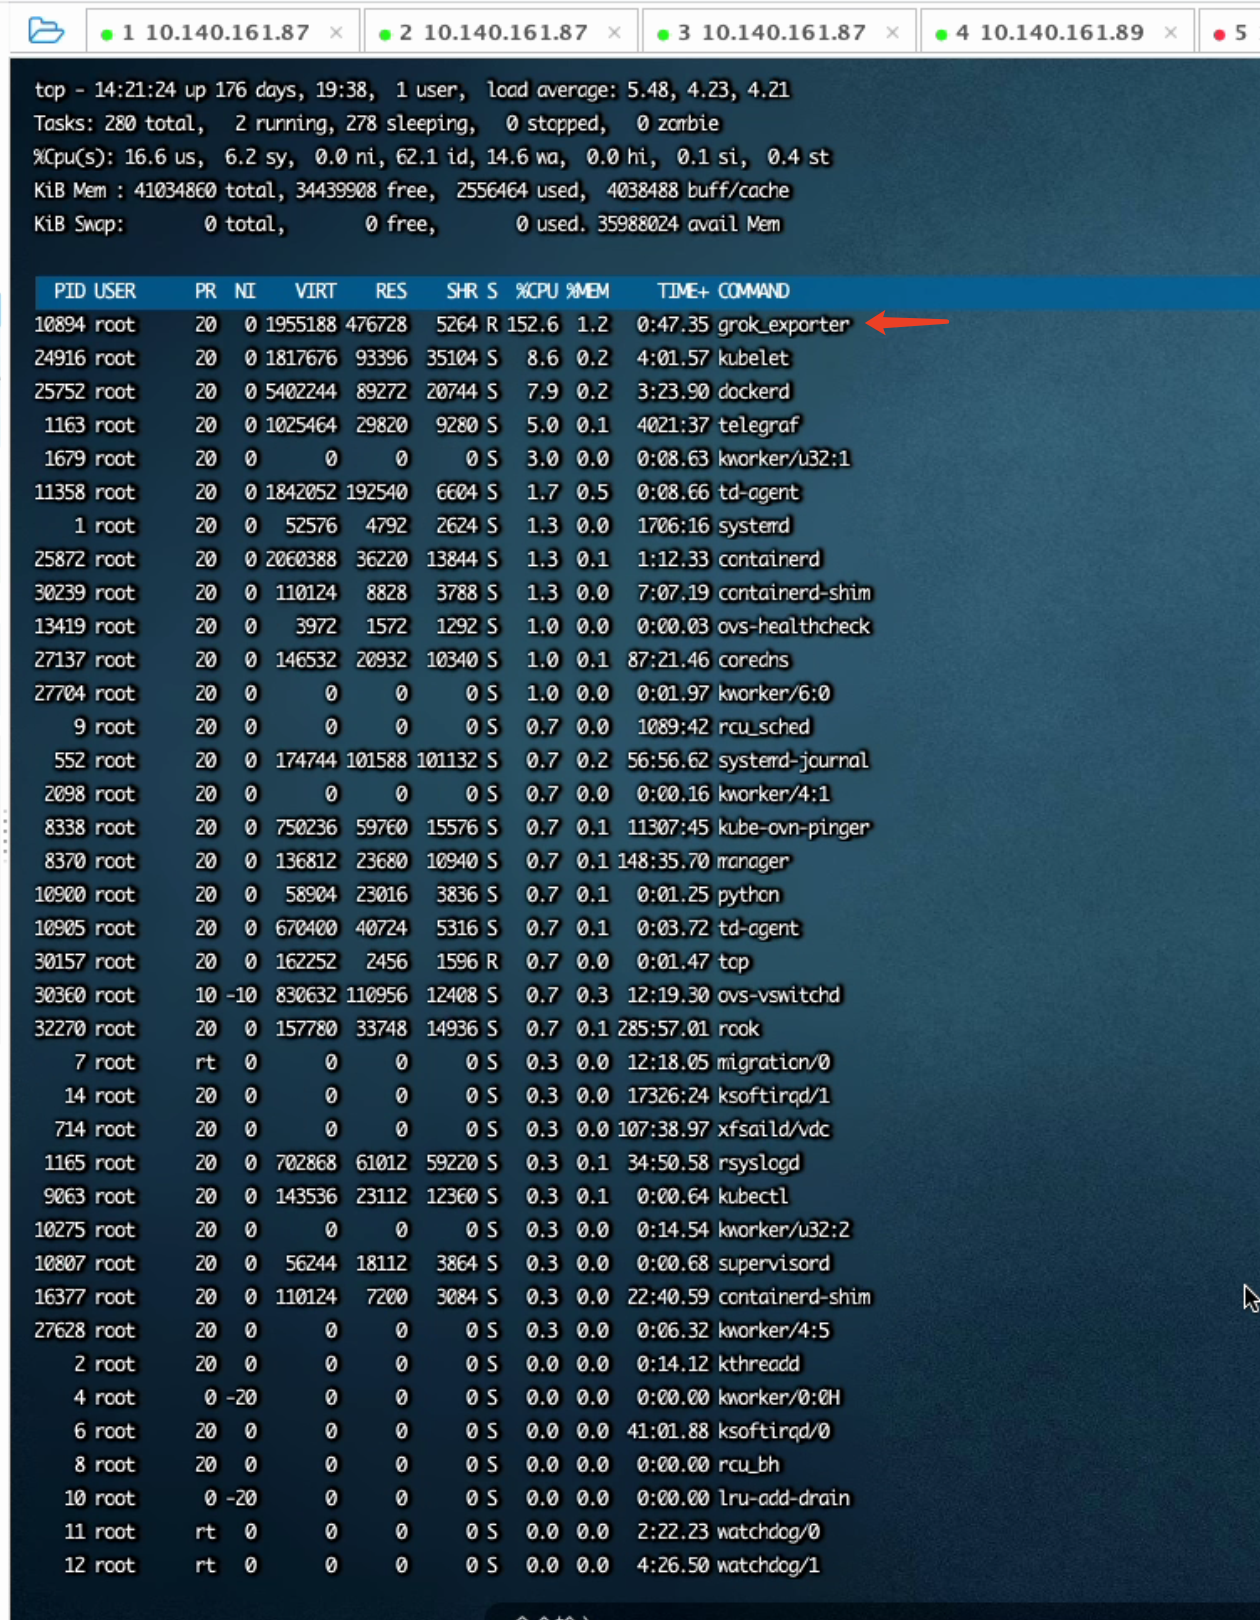 1 10.140.161.87 × 2 10.140.161.87 × 3 10.140.161.87 × 4 10.140.161.89 × 5
top - 14:21:24 up 176 days, 19:38, 1 user, load average: 5.48, 4.23, 4.21
Tasks: 280 total, 2 running, 278 sleeping, 0 stopped, 0 zombie
%Cpu(s): 16.6 us, 6.2 sy, 0.0 ni, 62.1 id, 14.6 wa, 0.0 hi, 0.1 si, 0.4 st
KiB Mem : 41034860 total, 34439908 free, 2556464 used, 4038488 buff/cache
KiB Swap: 0 total, 0 free, 0 used. 35988024 avail Mem
PID USER PR NI VIRT RES SHR S %CPU %MEM TIME+ COMMAND
10894 root 20 0 1955188 476728 5264 R 152.6 1.2 0:47.35 grok_exporter
24916 root 20 0 1817676 93396 35104 S 8.6 0.2 4:01.57 kubelet
25752 root 20 0 5402244 89272 20744 S 7.9 0.2 3:23.90 dockerd
1163 root 20 0 1025464 29820 9280 S 5.0 0.1 4021:37 telegraf
1679 root 20 0 0 0 0 S 3.0 0.0 0:08.63 kworker/u32:1
11358 root 20 0 1842052 192540 6604 S 1.7 0.5 0:08.66 td-agent
1 root 20 0 52576 4792 2624 S 1.3 0.0 1706:16 systemd
25872 root 20 0 2060388 36220 13844 S 1.3 0.1 1:12.33 containerd
30239 root 20 0 110124 8828 3788 S 1.3 0.0 7:07.19 containerd-shim
13419 root 20 0 3972 1572 1292 S 1.0 0.0 0:00.03 ovs-healthcheck
27137 root 20 0 146532 20932 10340 S 1.0 0.1 87:21.46 coredns
27704 root 20 0 0 0 0 S 1.0 0.0 0:01.97 kworker/6:0
9 root 20 0 0 0 0 S 0.7 0.0 1089:42 rcu_sched
552 root 20 0 174744 101588 101132 S 0.7 0.2 56:56.62 systemd-journal
2098 root 20 0 0 0 0 S 0.7 0.0 0:00.16 kworker/4:1
8338 root 20 0 750236 59760 15576 S 0.7 0.1 11307:45 kube-ovn-pinger
8370 root 20 0 136812 23680 10940 S 0.7 0.1 148:35.70 manager
10900 root 20 0 58904 23016 3836 S 0.7 0.1 0:01.25 python
10905 root 20 0 670400 40724 5316 S 0.7 0.1 0:03.72 td-agent
30157 root 20 0 162252 2456 1596 R 0.7 0.0 0:01.47 top
30360 root 10 -10 830632 110956 12408 S 0.7 0.3 12:19.30 ovs-vswitchd
32270 root 20 0 157780 33748 14936 S 0.7 0.1 285:57.01 rook
7 root rt 0 0 0 0 S 0.3 0.0 12:18.05 migration/0
14 root 20 0 0 0 0 S 0.3 0.0 17326:24 ksoftirqd/1
714 root 20 0 0 0 0 S 0.3 0.0 107:38.97 xfsaild/vdc
1165 root 20 0 702868 61012 59220 S 0.3 0.1 34:50.58 rsyslogd
9063 root 20 0 143536 23112 12360 S 0.3 0.1 0:00.64 kubectl
10275 root 20 0 0 0 0 S 0.3 0.0 0:14.54 kworker/u32:2
10807 root 20 0 56244 18112 3864 S 0.3 0.0 0:00.68 supervisord
16377 root 20 0 110124 7200 3084 S 0.3 0.0 22:40.59 containerd-shim
27628 root 20 0 0 0 0 S 0.3 0.0 0:06.32 kworker/4:5
2 root 20 0 0 0 0 S 0.0 0.0 0:14.12 kthreadd
4 root 0 -20 0 0 0 S 0.0 0.0 0:00.00 kworker/0:0H
6 root 20 0 0 0 0 S 0.0 0.0 41:01.88 ksoftirqd/0
8 root 20 0 0 0 0 S 0.0 0.0 0:00.00 rcu_bh
10 root 0 -20 0 0 0 S 0.0 0.0 0:00.00 lru-add-drain
11 root rt 0 0 0 0 S 0.0 0.0 2:22.23 watchdog/0
12 root rt 0 0 0 0 S 0.0 0.0 4:26.50 watchdog/1